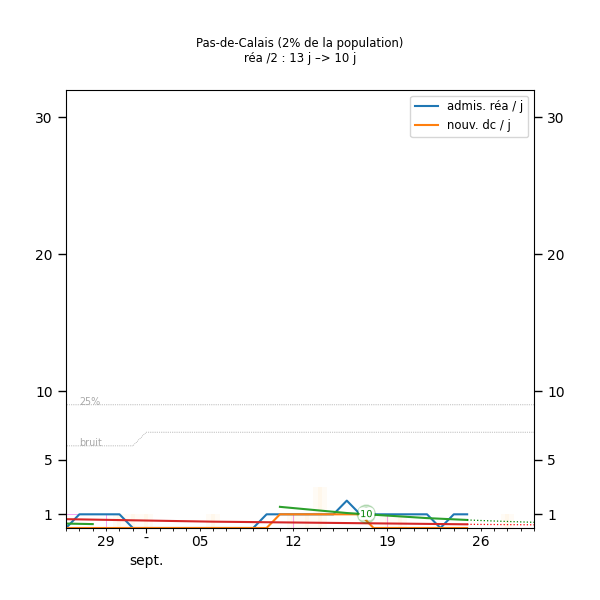 Pas-de-Calais (2% de la population)
réa /2 : 13 j –> 10 j
admis. réa / j
nouv. dc / j
30 30
20 20
10 10
25%
bruit
5 5
10
1 1
29 - 05 12 19 26
sept.